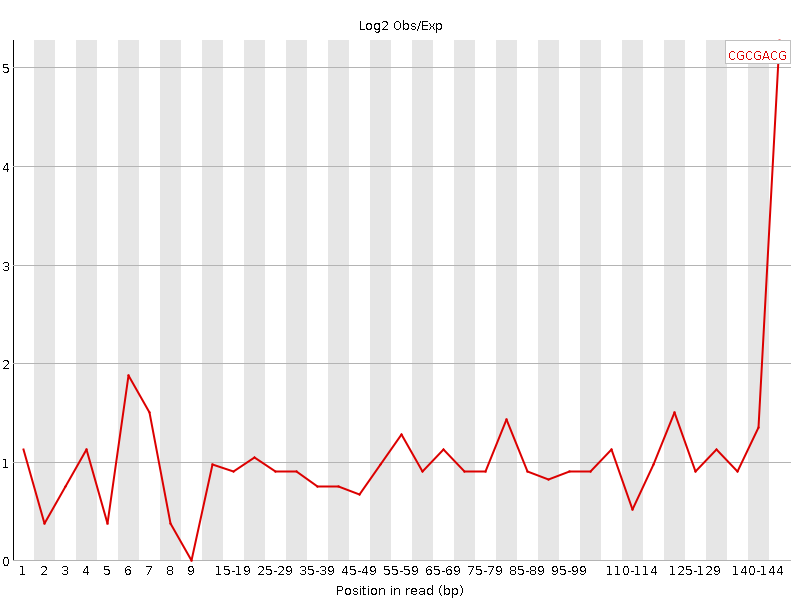 Log2 Obs/Exp
CGCGACG
5
4
3
2
1
0
1 2 3 4 5 6 7 8 9 15-19 25-29 35-39 45-49 55-59 65-69 75-79 85-89 95-99 110-114 125-129 140-144
Position in read (bp)